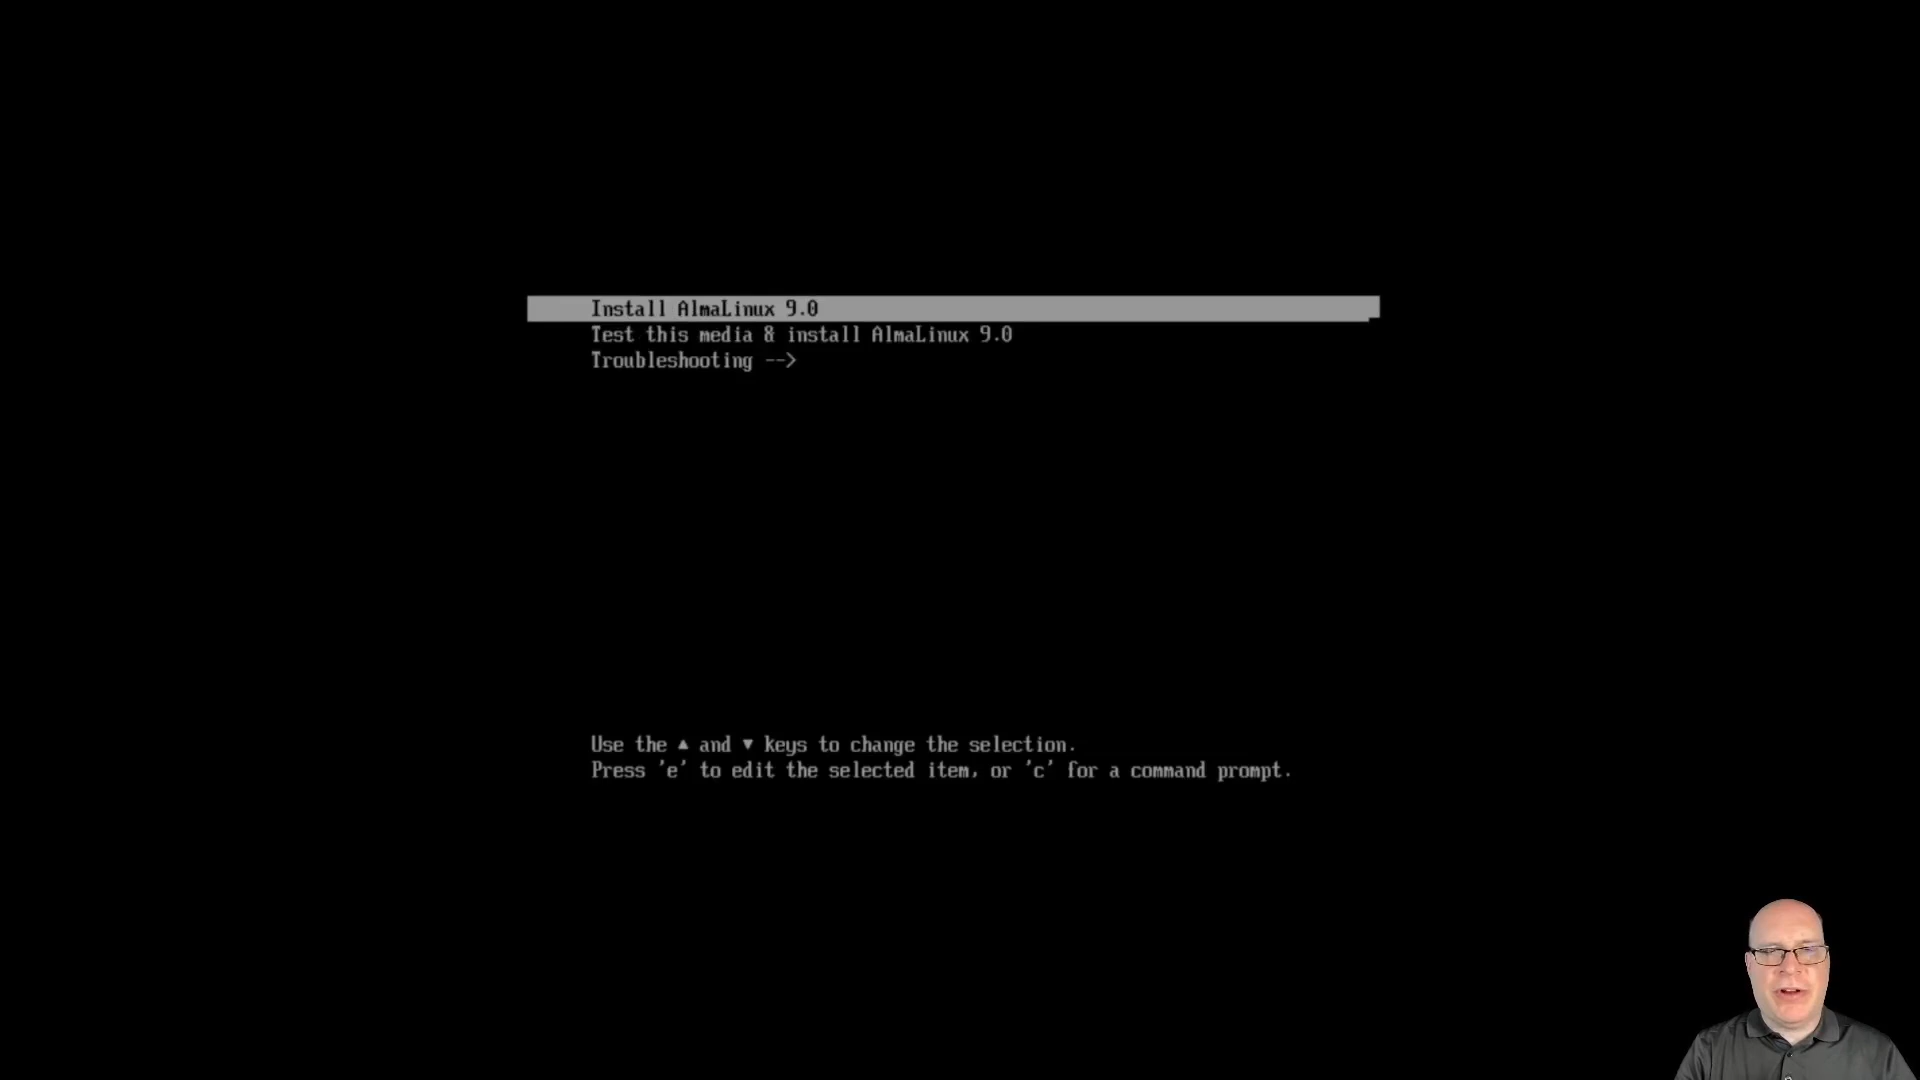 Install AlmaLinux 9.0
Test this media & install AlmaLinux 9.0
Troubleshooting -->
Use the ▲ and ▼ keys to change the selection.
Press 'e' to edit the selected item, or 'c' for a command prompt.